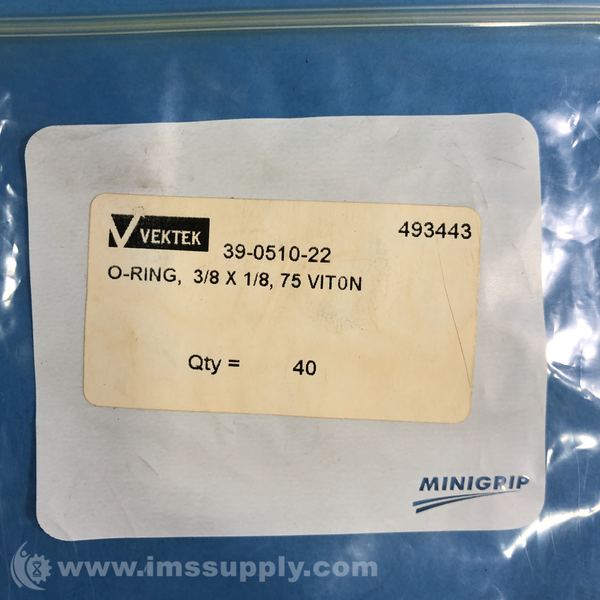 VEKTEK
39-0510-22
493443
O-RING, 3/8 X 1/8, 75 VITON
Qty = 40
MINIGRIP
www.imssupply.com